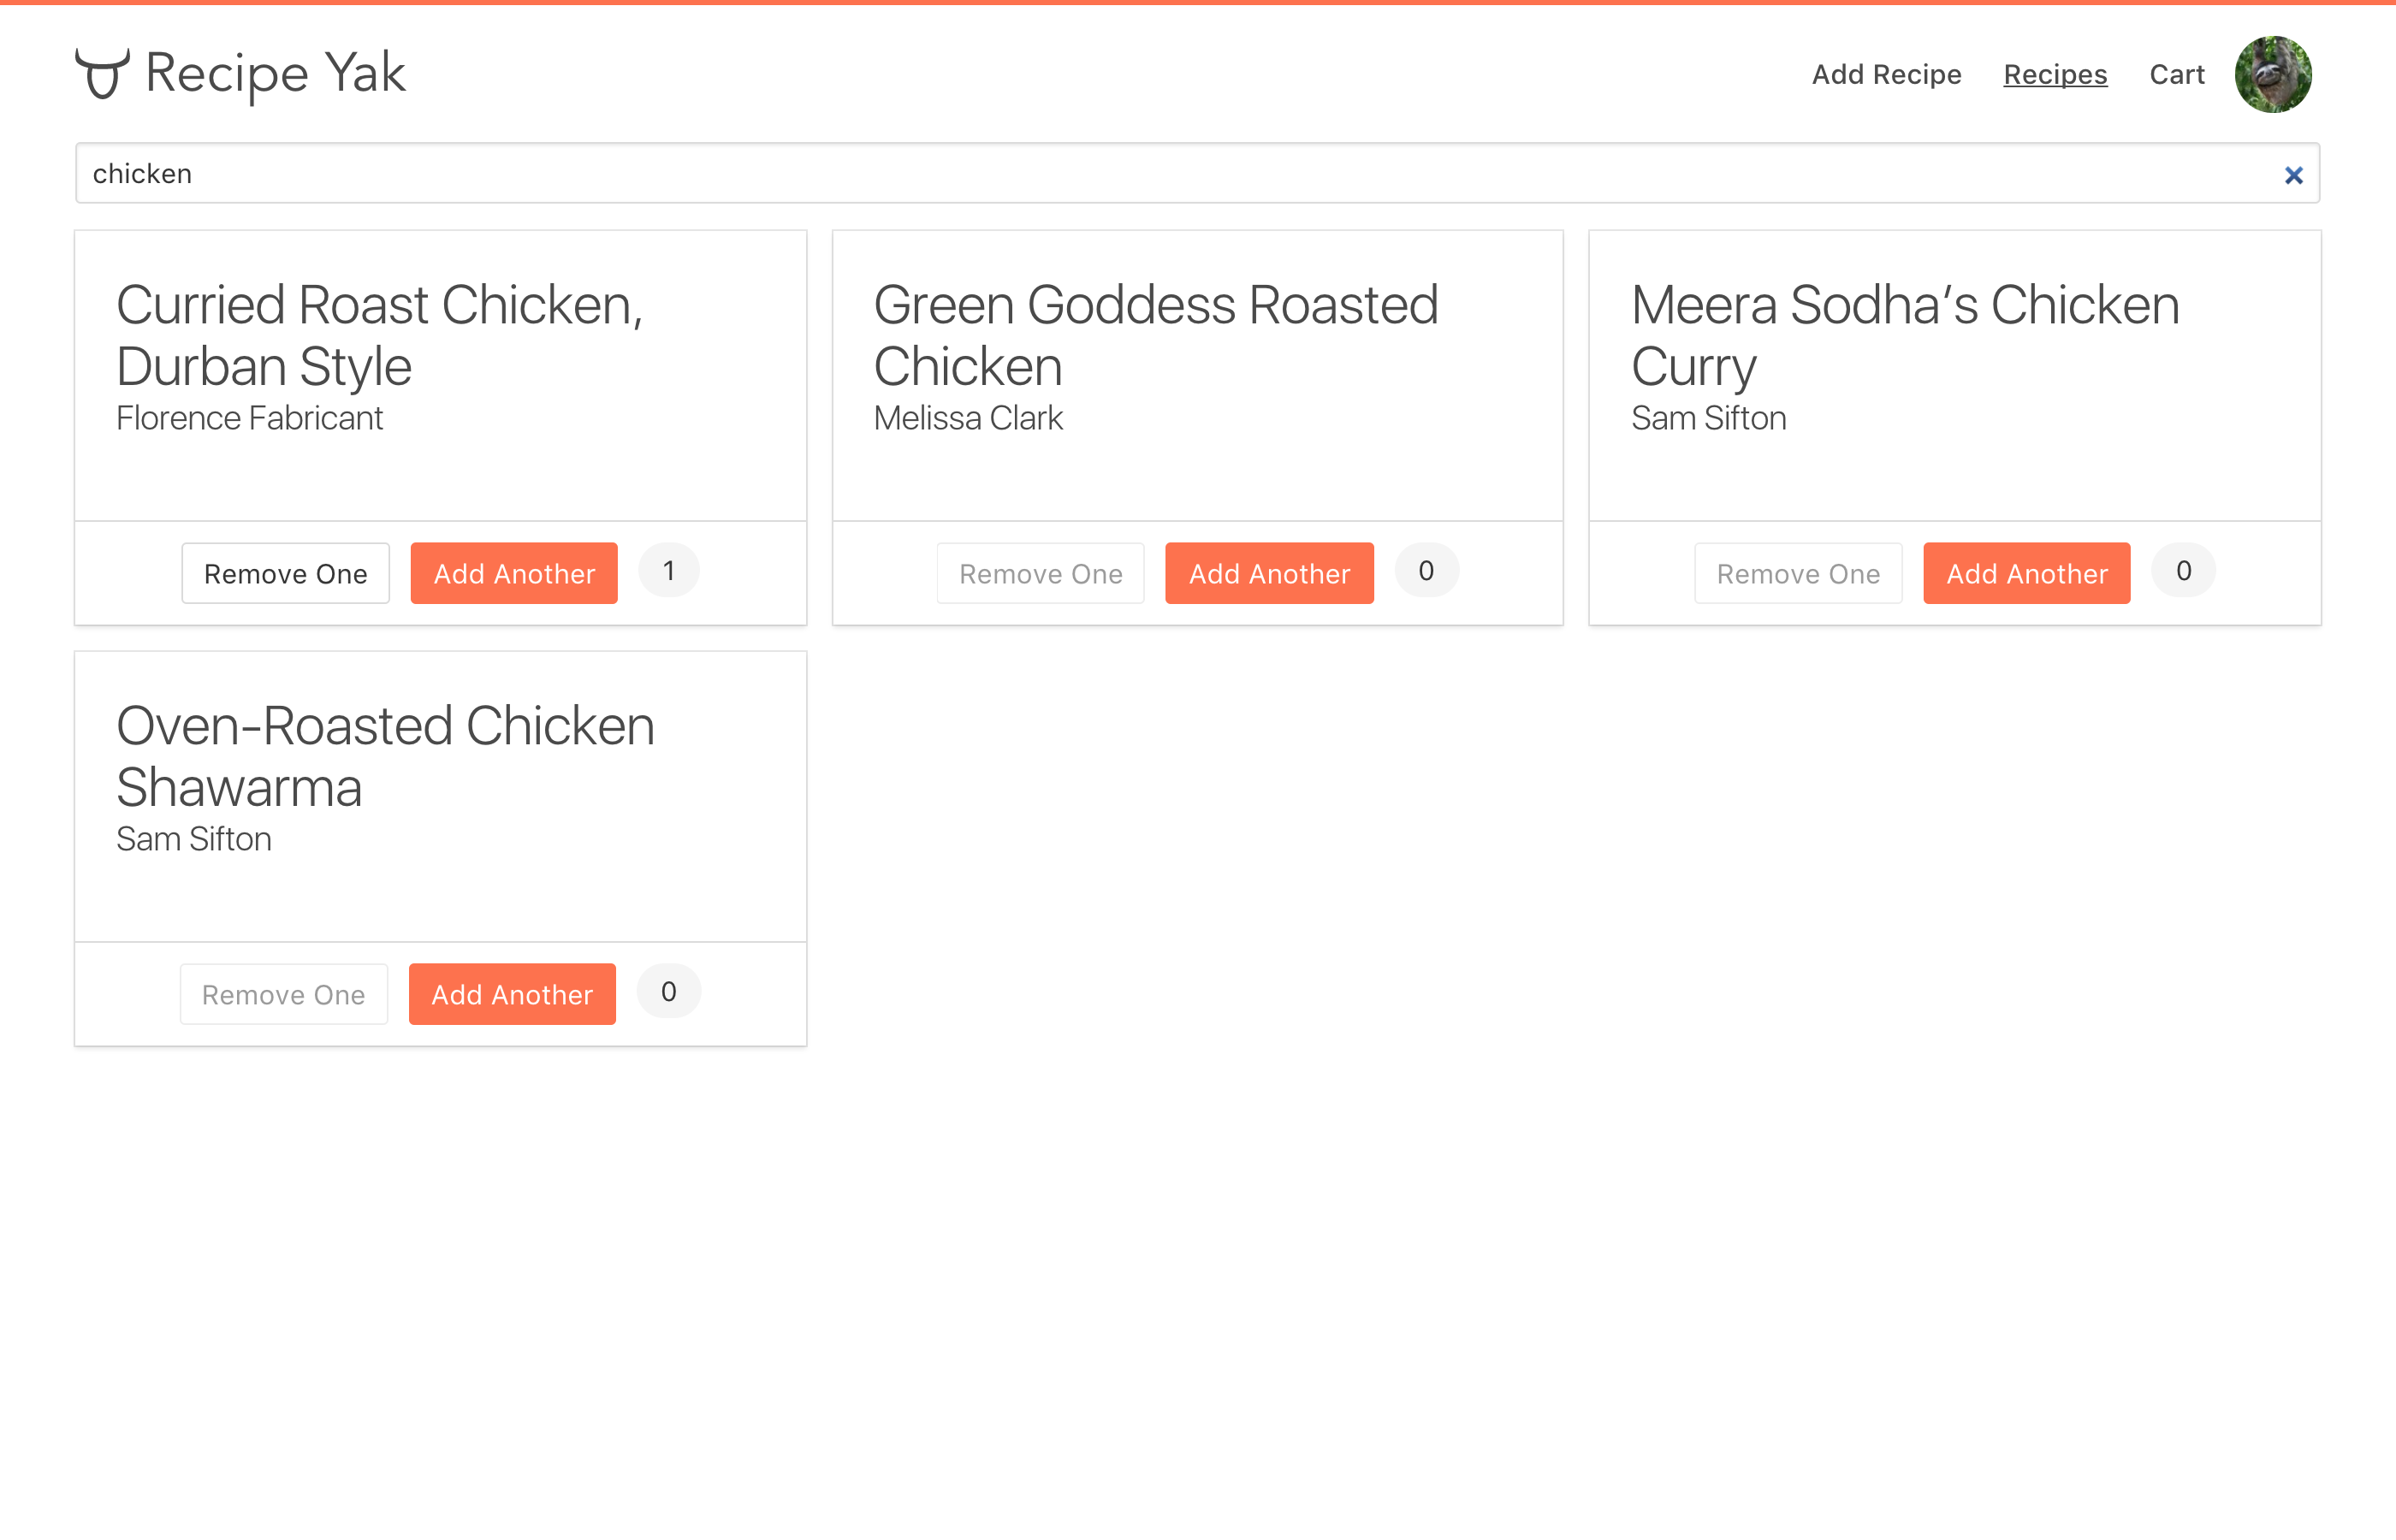 Recipe Yak
Add Recipe Recipes Cart
chicken
Curried Roast Chicken,
Durban Style
Florence Fabricant
Remove One Add Another 1
Green Goddess Roasted
Chicken
Melissa Clark
Remove One Add Another 0
Meera Sodha‘s Chicken
Curry
Sam Sifton
Remove One Add Another 0
Oven-Roasted Chicken
Shawarma
Sam Sifton
Remove One Add Another 0